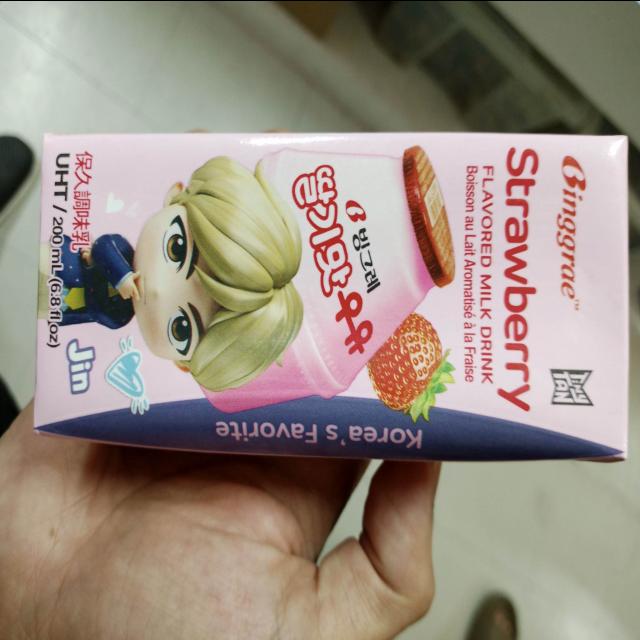 Binggrae™
Strawberry
FLAVORED MILK DRINK
Boisson au Lait Aromatisé à la Fraise
빙그레
딸기맛우유
Korea's Favorite
Jin
保久調味乳
UHT / 200 mL (6.8 fl oz)